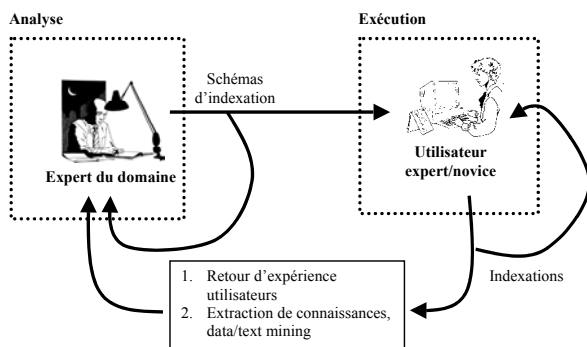 Analyse
Exécution
Schémas
d'indexation
Expert du domaine
Utilisateur
expert/novice
Indexations
1. Retour d'expérience
utilisateurs
2. Extraction de connaissances,
data/text mining